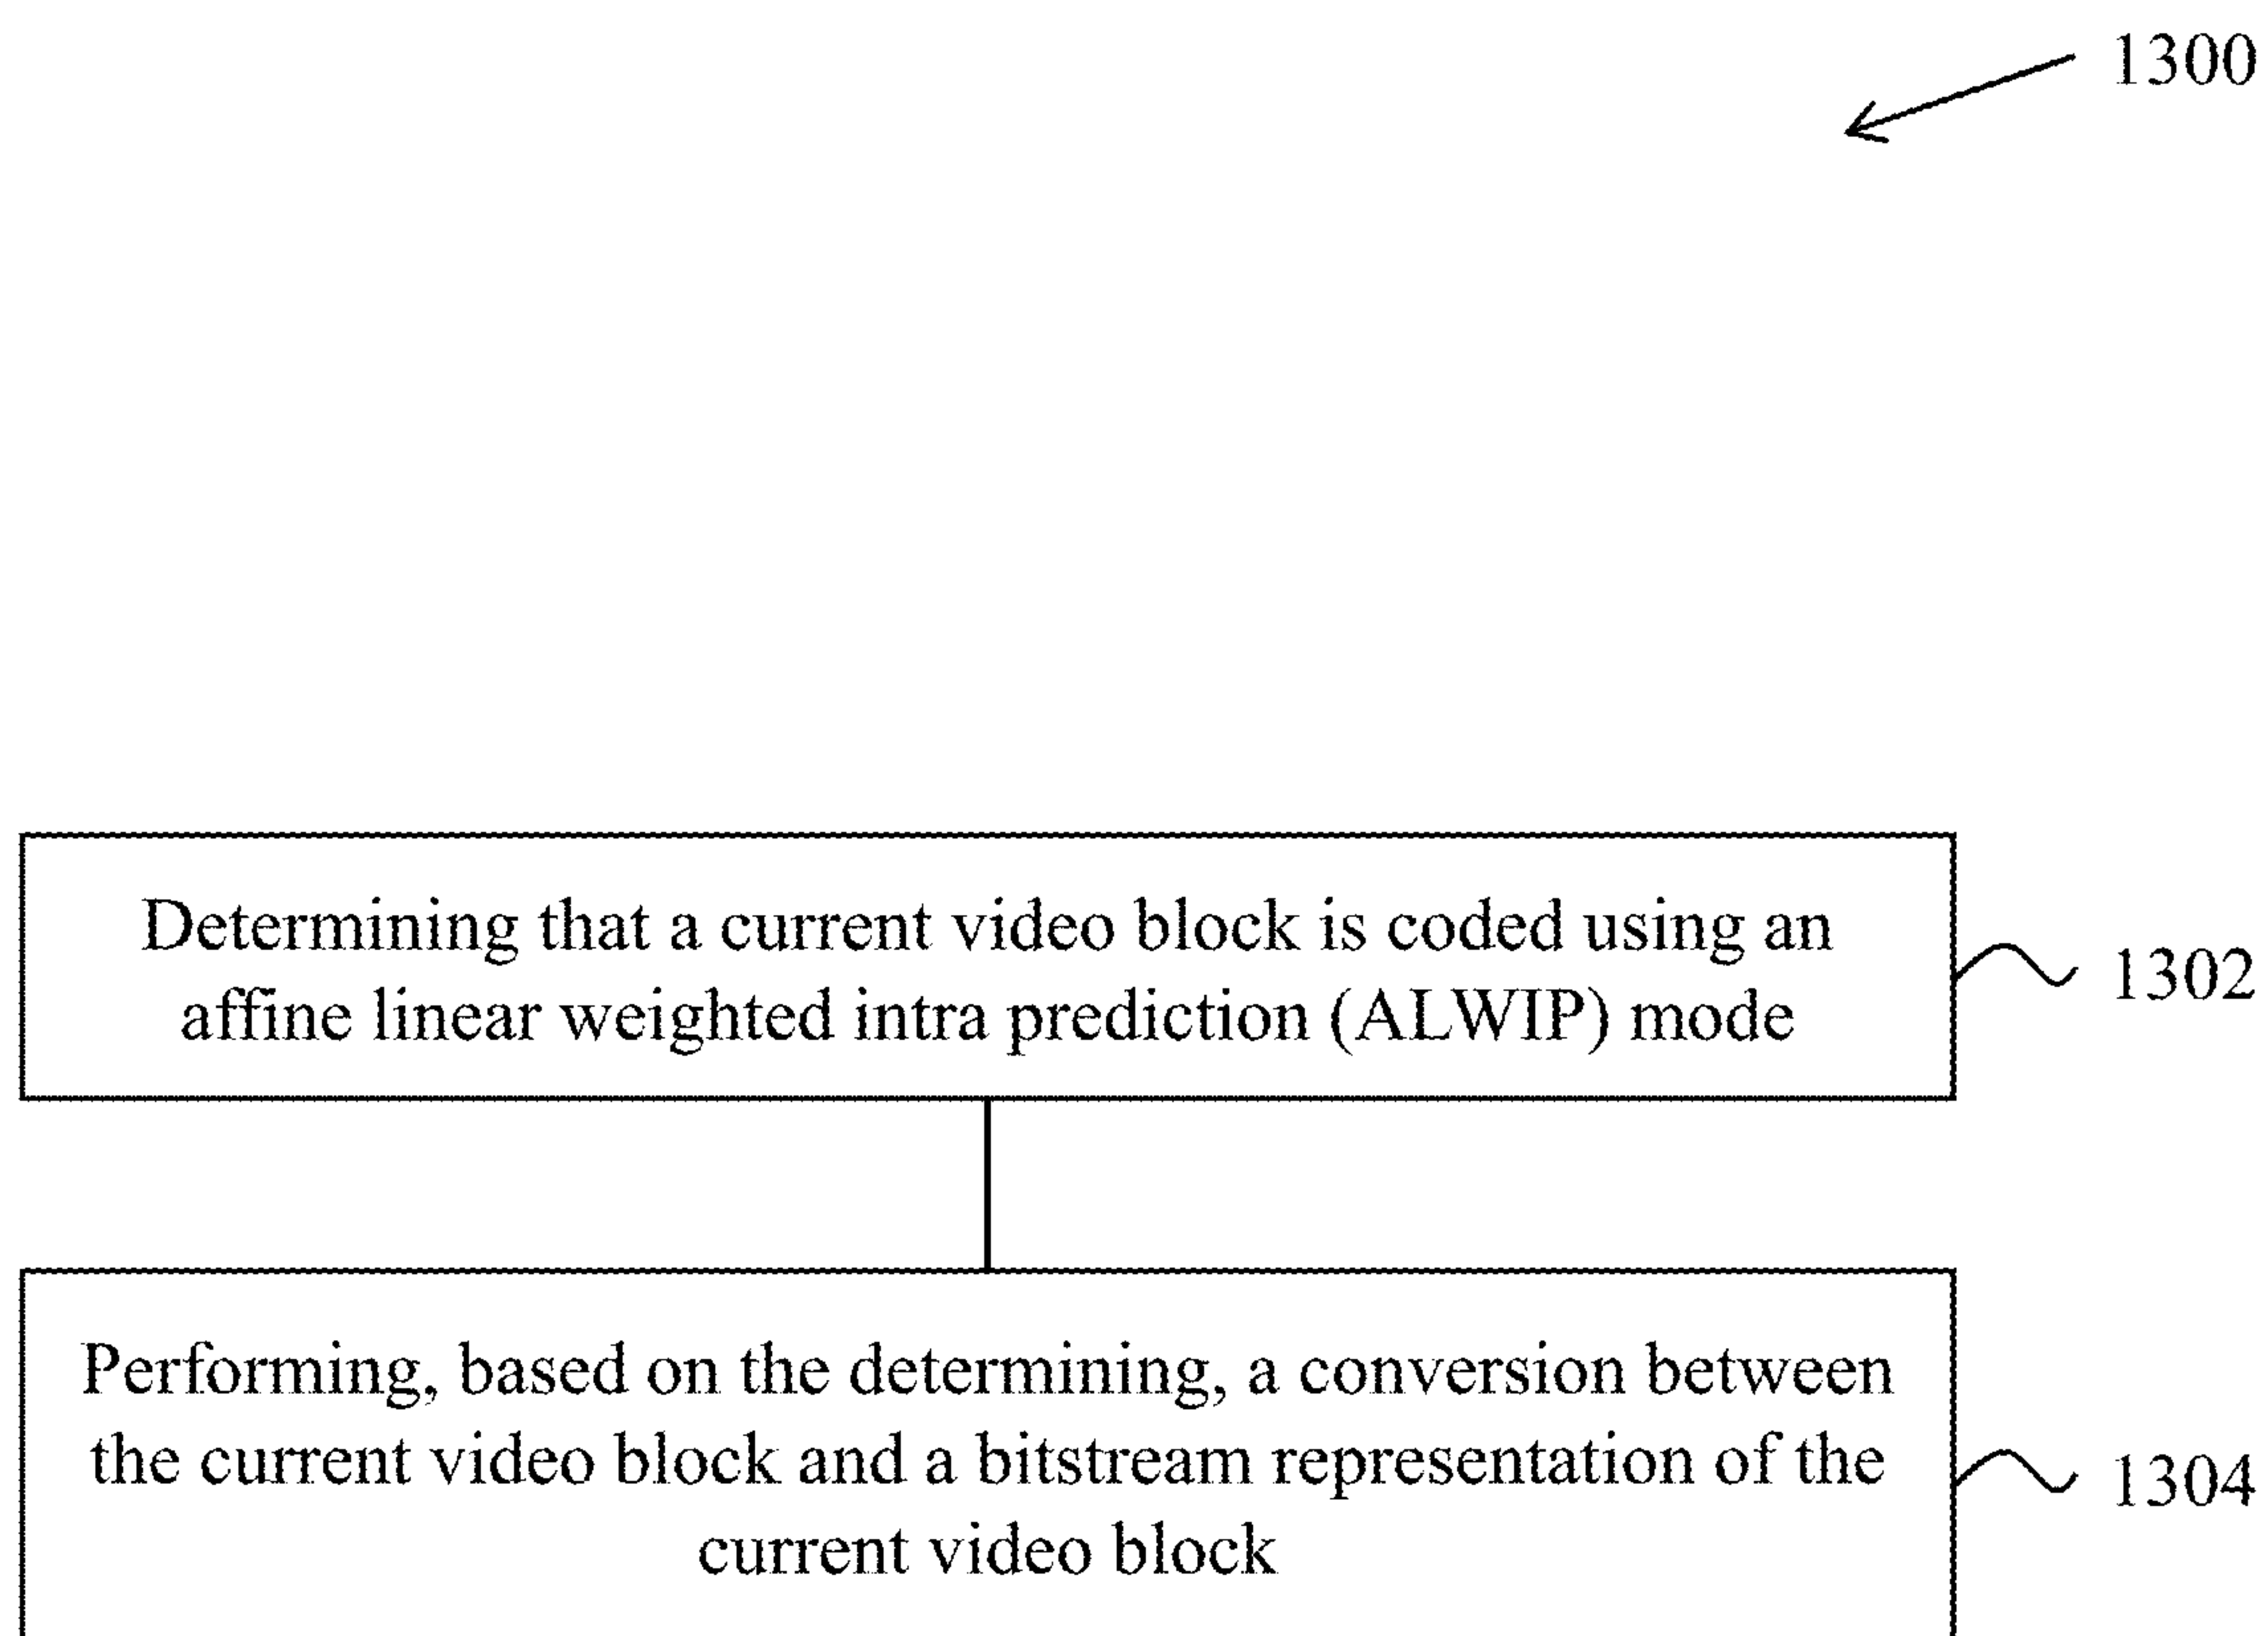 1300
Determining that a current video block is coded using an
affine linear weighted intra prediction (ALWIP) mode
1302
Performing, based on the determining, a conversion between
the current video block and a bitstream representation of the
current video block
1304